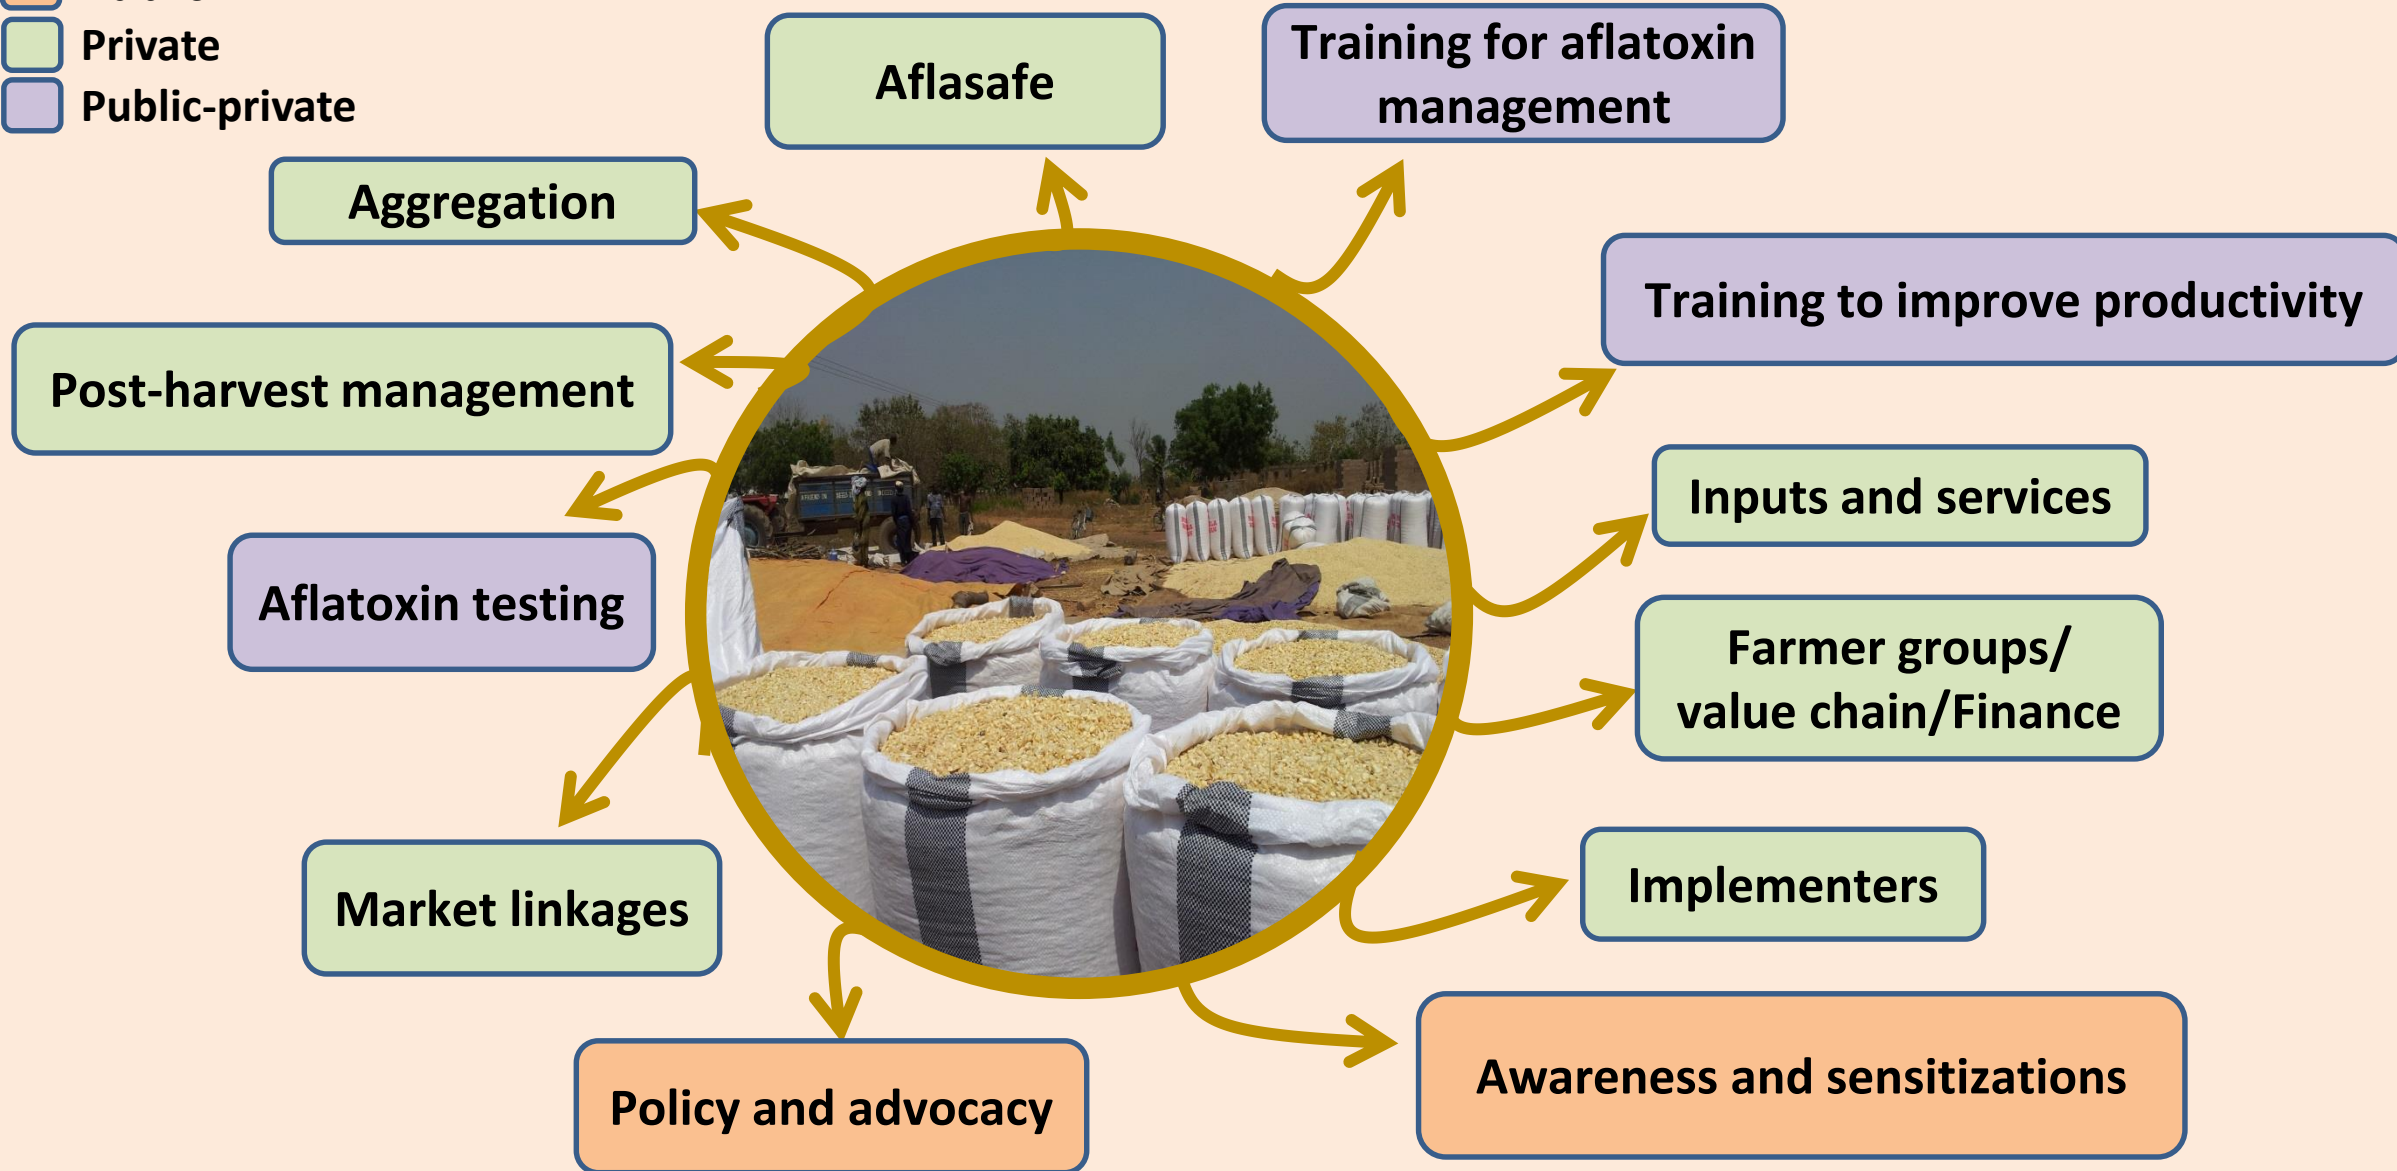 Private
Public-private
Aflasafe
Training for aflatoxin
management
Aggregation
Training to improve productivity
Post-harvest management
Inputs and services
Aflatoxin testing
Farmer groups/
value chain/Finance
Implementers
Market linkages
Awareness and sensitizations
Policy and advocacy